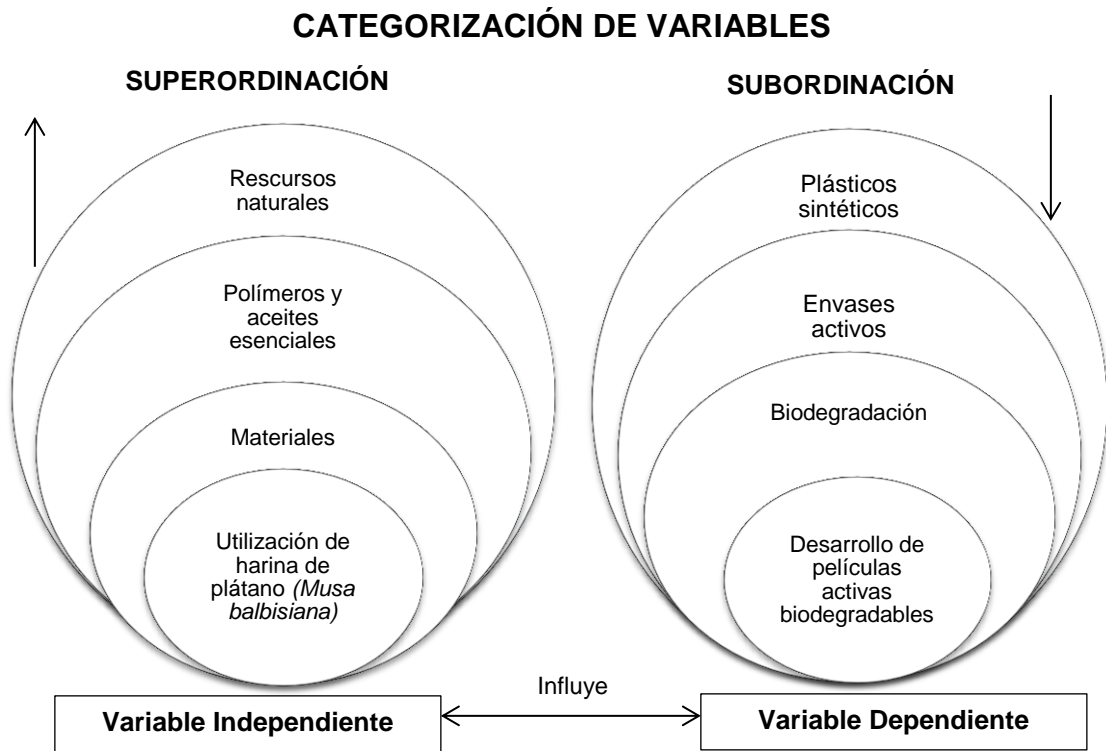 CATEGORIZACIÓN DE VARIABLES
SUPERORDINACIÓN
Rescursos
naturales
Polímeros y
aceites
esenciales
Materiales
Utilización de
harina de
plátano (Musa
balbisiana)
Variable Independiente
Influye
SUBORDINACIÓN
Plásticos
sintéticos
Envases
activos
Biodegradación
Desarrollo de
películas
activas
biodegradables
Variable Dependiente